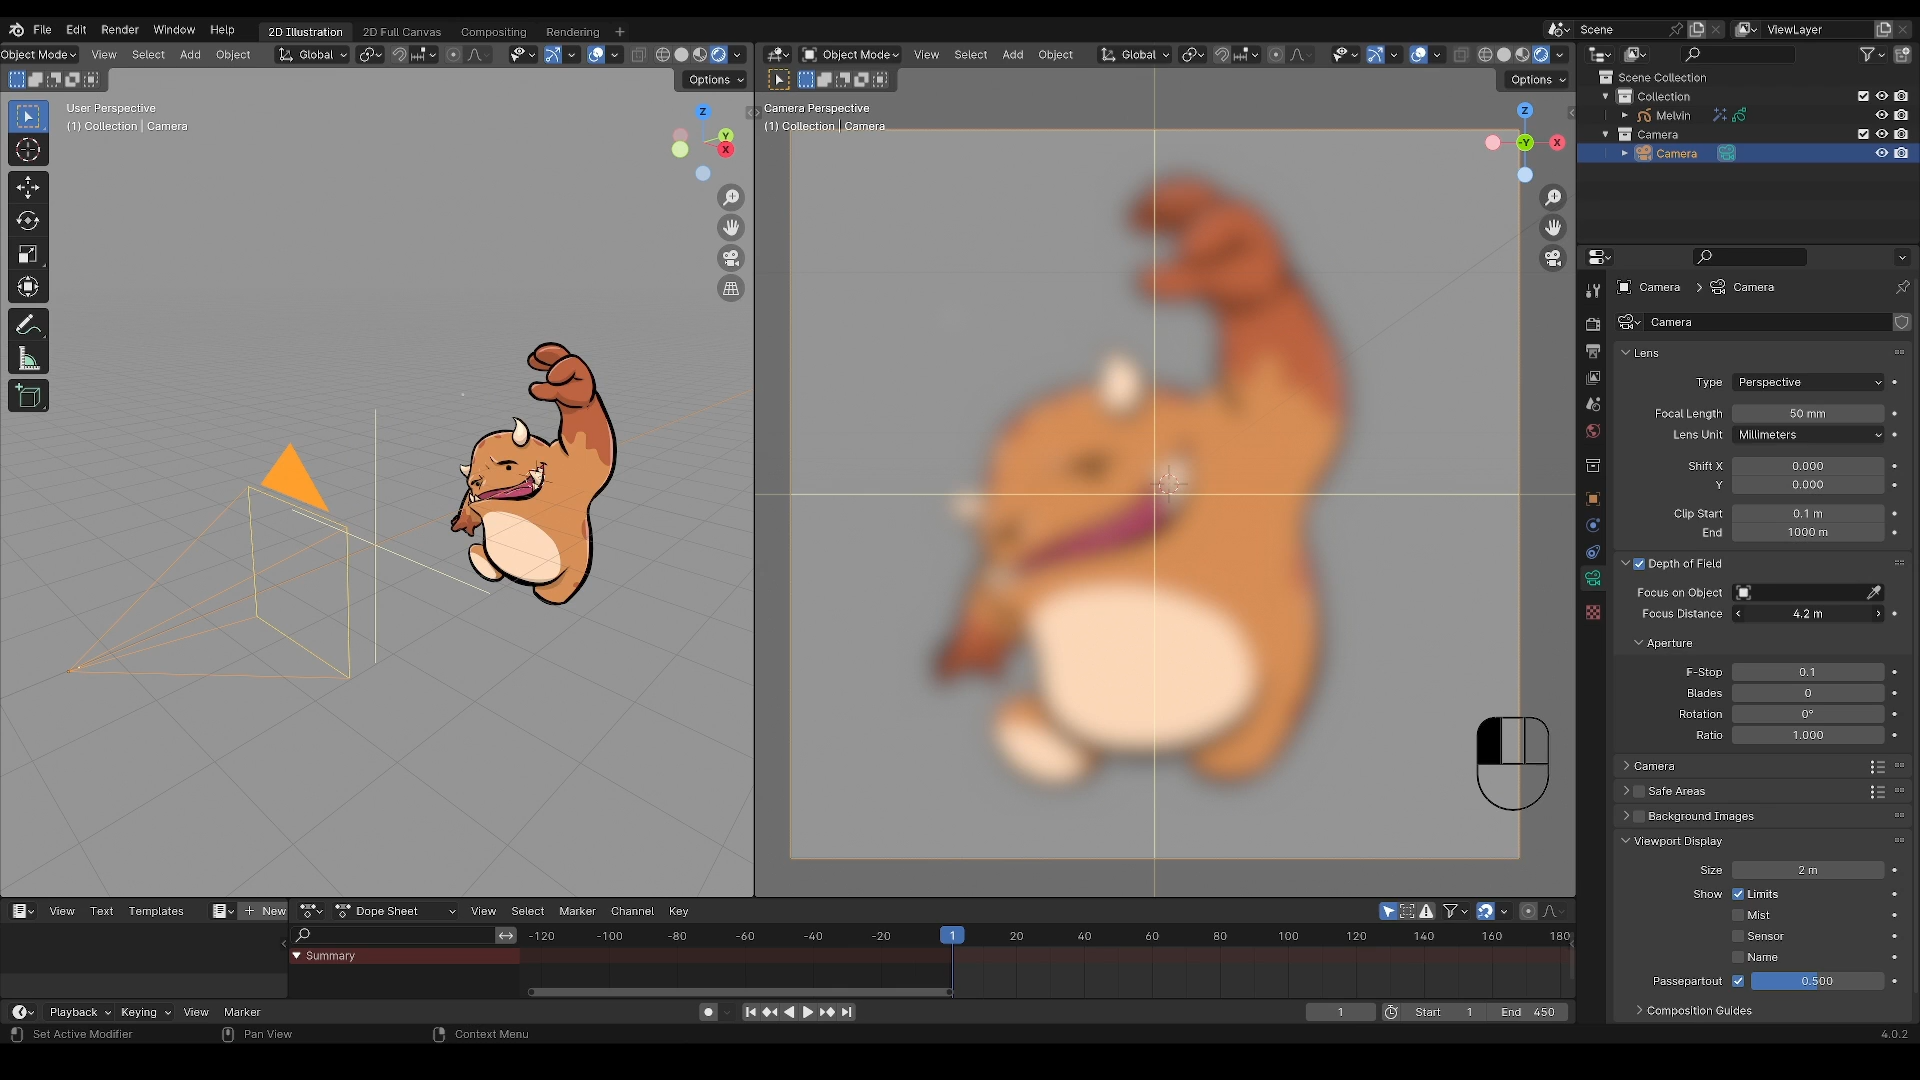 File Edit Render Window Help 2D Illustration 2D Full Canvas Compositing Rendering + Scene ViewLayer
Object Mode View Select Add Object Global
Object Mode View Select Add Object Global
Options
Options
User Perspective
(1) Collection | Camera
Z
Y
X
Camera Perspective
(1) Collection | Camera
Z
-Y
X
Scene Collection
Collection
Melvin
Camera
Camera
Camera > Camera
Camera
Lens
Type Perspective
Focal Length 50 mm
Lens Unit Millimeters
Shift X 0.000
Y 0.000
Clip Start 0.1 m
End 1000 m
Depth of Field
Focus on Object
Focus Distance 4.2 m
Aperture
F-Stop 0.1
Blades 0
Rotation 0°
Ratio 1.000
Camera
Safe Areas
Background Images
Viewport Display
Size 2 m
Show Limits
Mist
Sensor
Name
Passepartout 0.500
Composition Guides
View Text Templates + New
Dope Sheet View Select Marker Channel Key
-120 -100 -80 -60 -40 -20 1 20 40 60 80 100 120 140 160 180
Summary
Playback Keying View Marker 1 Start 1 End 450
Set Active Modifier Pan View Context Menu 4.0.2